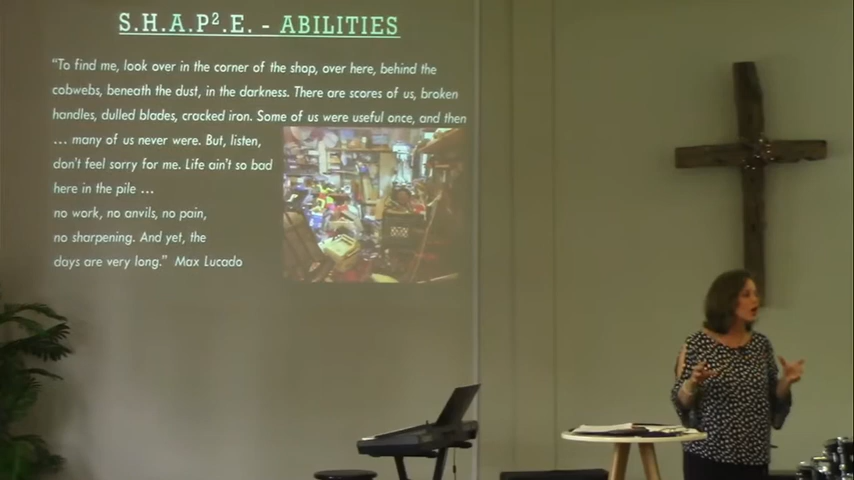 S.H.A.P².E. - ABILITIES
“To find me, look over in the corner of the shop, over here, behind the
cobwebs, beneath the dust, in the darkness. There are scores of us, broken
handles, dulled blades, cracked iron. Some of us were useful once, and then
... many of us never were. But, listen,
don’t feel sorry for me. Life ain’t so bad
here in the pile ...
no work, no anvils, no pain,
no sharpening. And yet, the
days are very long.” Max Lucado